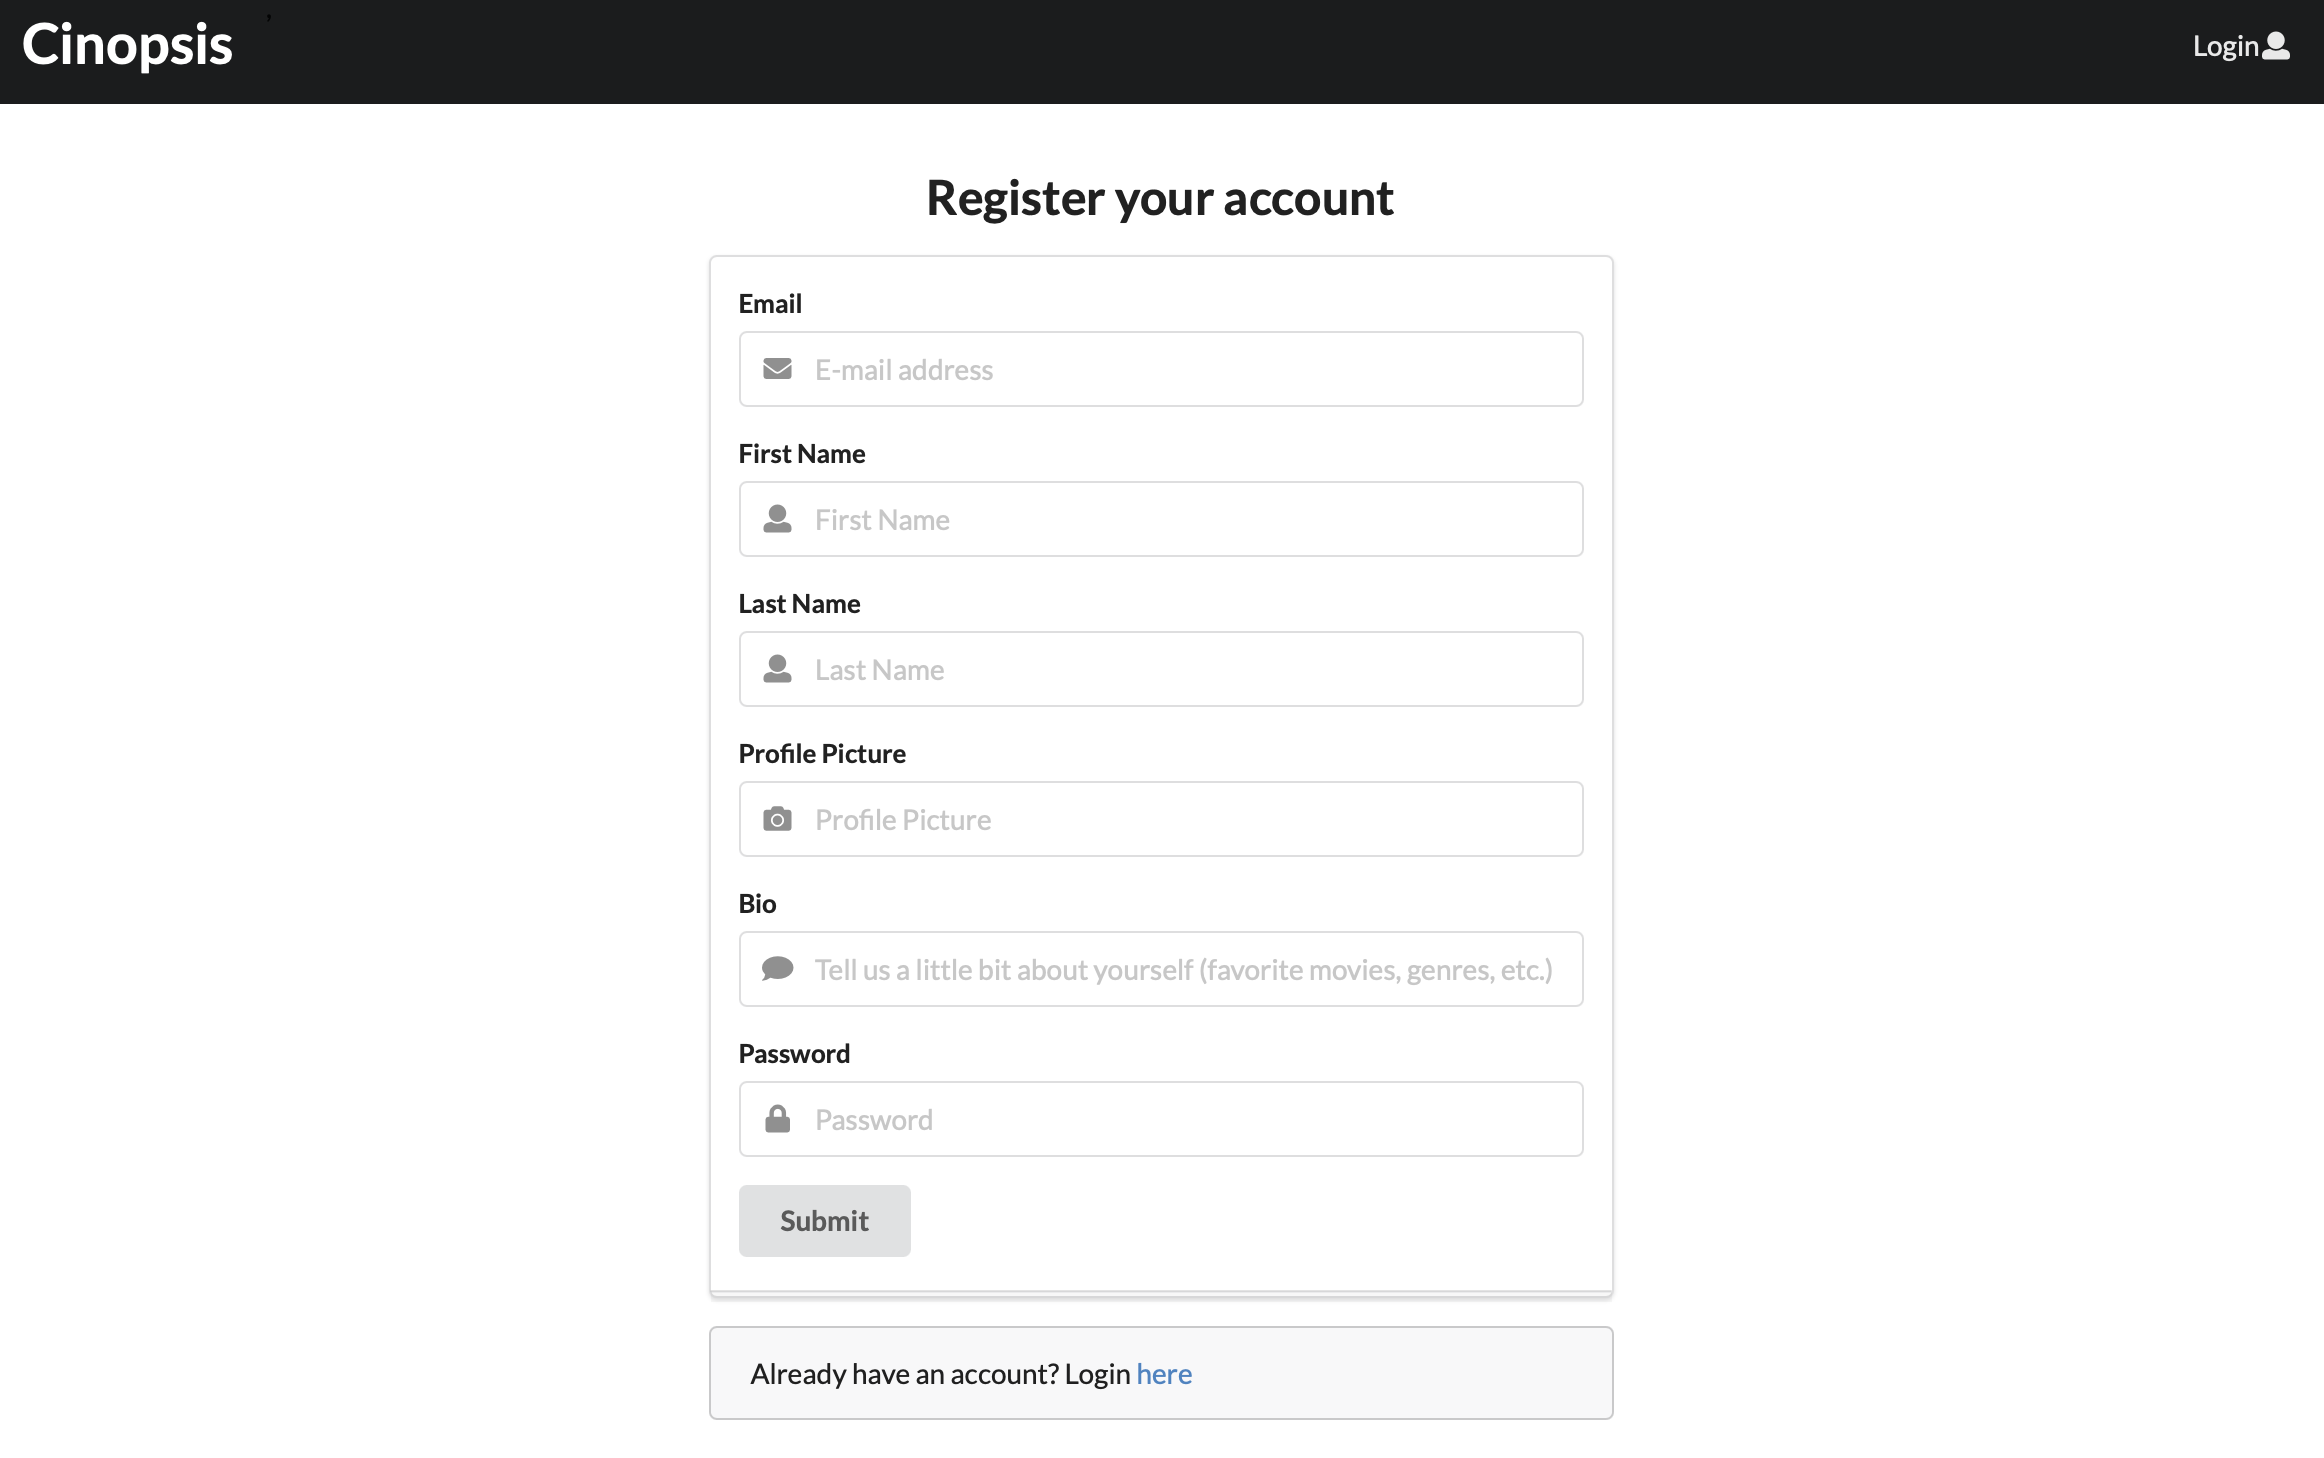 Cinopsis ,
Login
Register your account
Email
E-mail address
First Name
First Name
Last Name
Last Name
Profile Picture
Profile Picture
Bio
Tell us a little bit about yourself (favorite movies, genres, etc.)
Password
Password
Submit
Already have an account? Login here